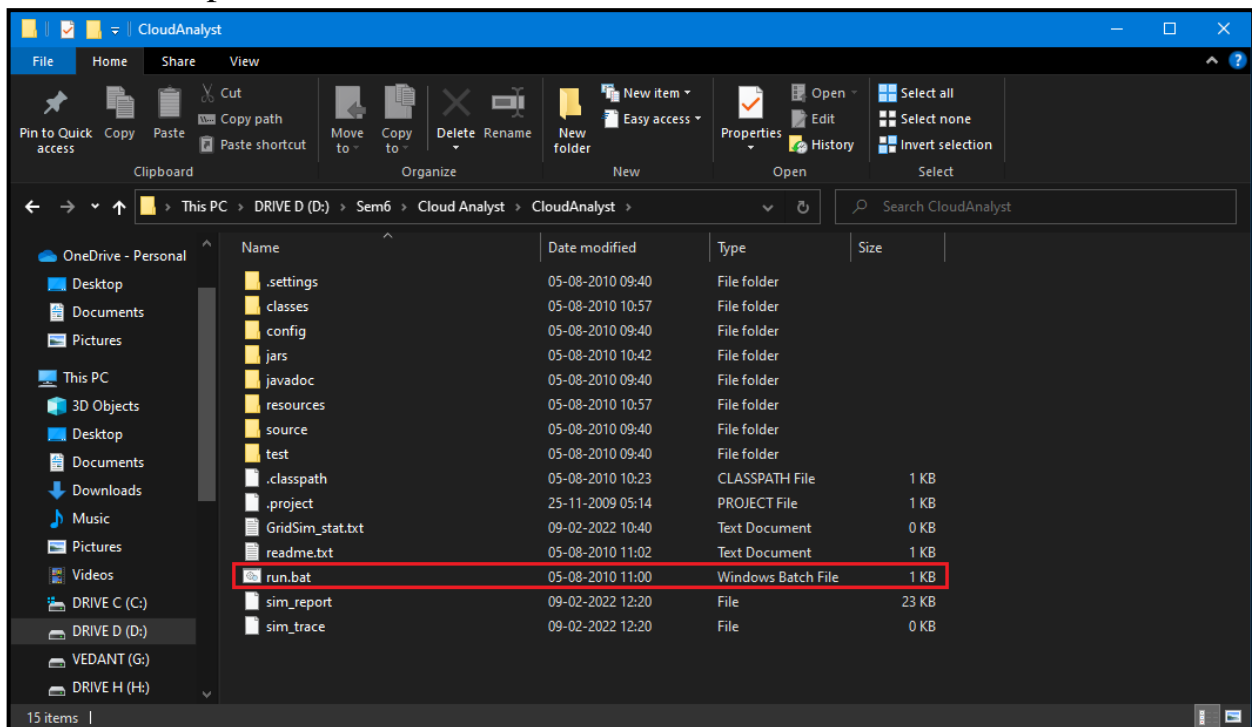 CloudAnalyst
File Home Share View
Pin to Quick access
Copy
Paste
Cut
Copy path
Paste shortcut
Clipboard
Move to
Copy to
Delete
Rename
Organize
New folder
New item
Easy access
New
Properties
Open
Edit
History
Open
Select all
Select none
Invert selection
Select
This PC > DRIVE D (D:) > Sem6 > Cloud Analyst > CloudAnalyst >
Search CloudAnalyst
OneDrive - Personal
Desktop
Documents
Pictures
This PC
3D Objects
Desktop
Documents
Downloads
Music
Pictures
Videos
DRIVE C (C:)
DRIVE D (D:)
VEDANT (G:)
DRIVE H (H:)
Name Date modified Type Size
.settings 05-08-2010 09:40 File folder
classes 05-08-2010 10:57 File folder
config 05-08-2010 09:40 File folder
jars 05-08-2010 10:42 File folder
javadoc 05-08-2010 09:40 File folder
resources 05-08-2010 10:57 File folder
source 05-08-2010 09:40 File folder
test 05-08-2010 09:40 File folder
.classpath 05-08-2010 10:23 CLASSPATH File 1 KB
.project 25-11-2009 05:14 PROJECT File 1 KB
GridSim_stat.txt 09-02-2022 10:40 Text Document 0 KB
readme.txt 05-08-2010 11:02 Text Document 1 KB
run.bat 05-08-2010 11:00 Windows Batch File 1 KB
sim_report 09-02-2022 12:20 File 23 KB
sim_trace 09-02-2022 12:20 File 0 KB
15 items